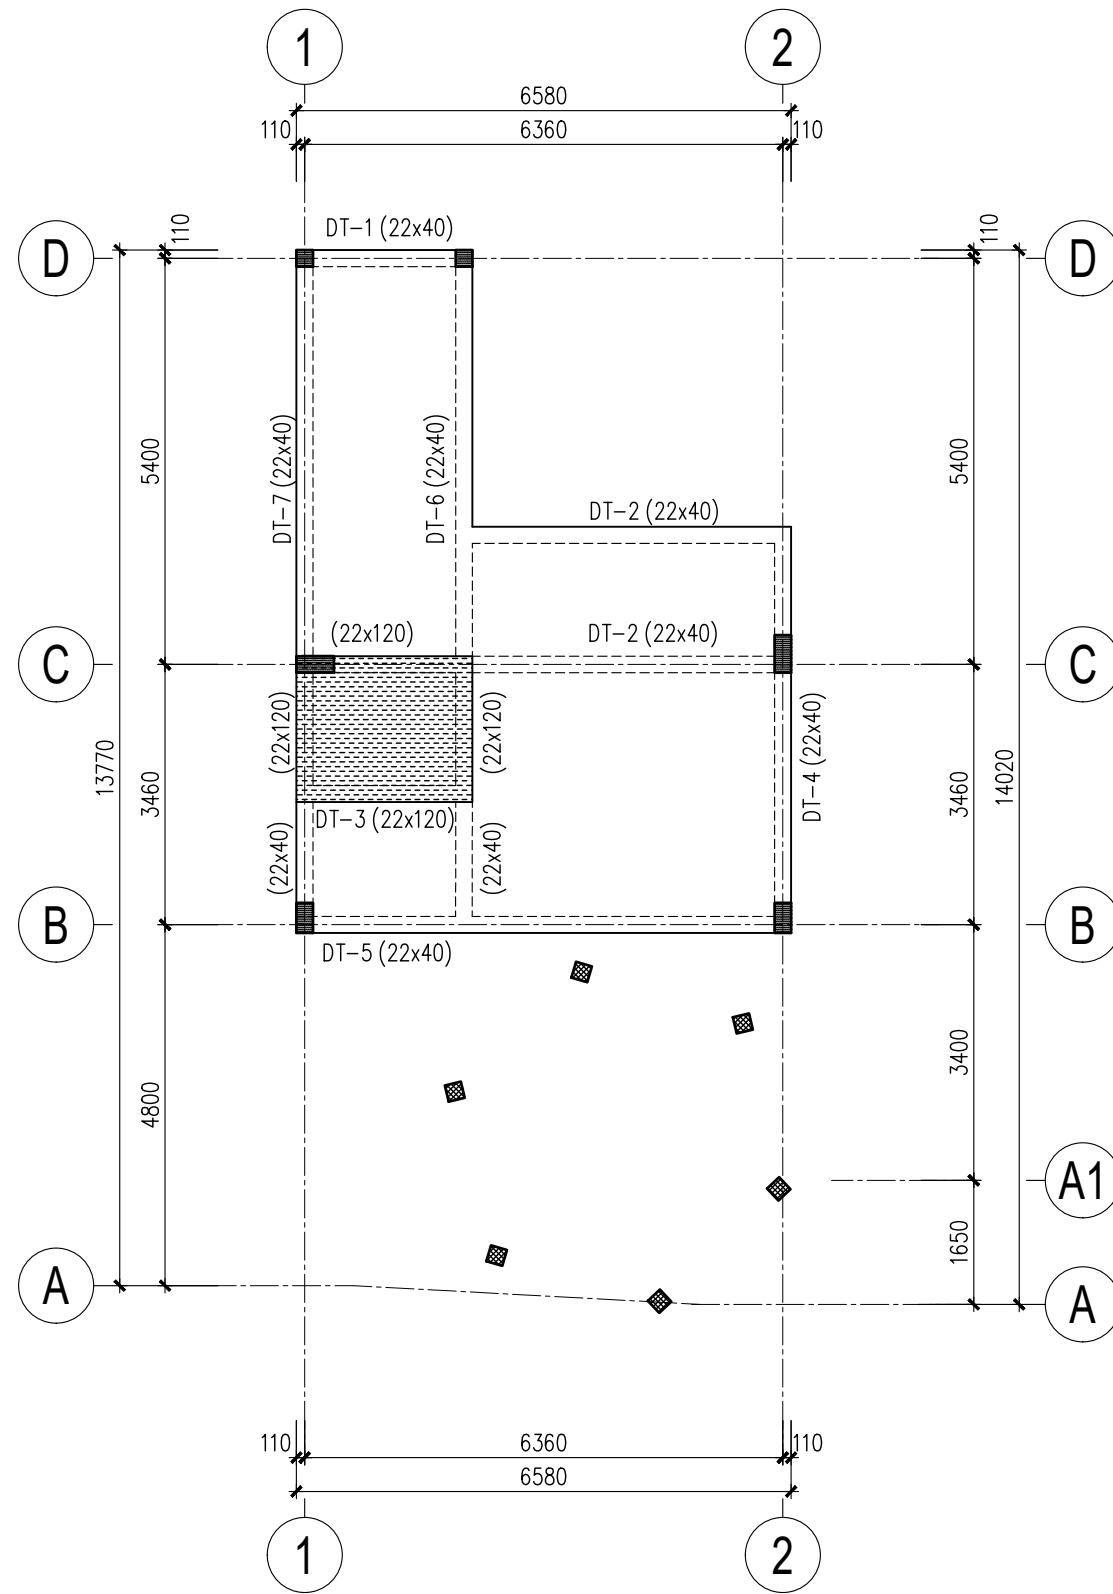 1
2
6580
110
6360
110
110
DT-1 (22x40)
110
D
D
5400
DT-7 (22x40)
DT-6 (22x40)
5400
DT-2 (22x40)
(22x120)
DT-2 (22x40)
C
C
13770
3460
(22x120)
(22x120)
DT-4 (22x40)
3460
14020
DT-3 (22x120)
(22x40)
(22x40)
B
B
DT-5 (22x40)
4800
3400
A1
1650
A
A
110
6360
110
6580
1
2